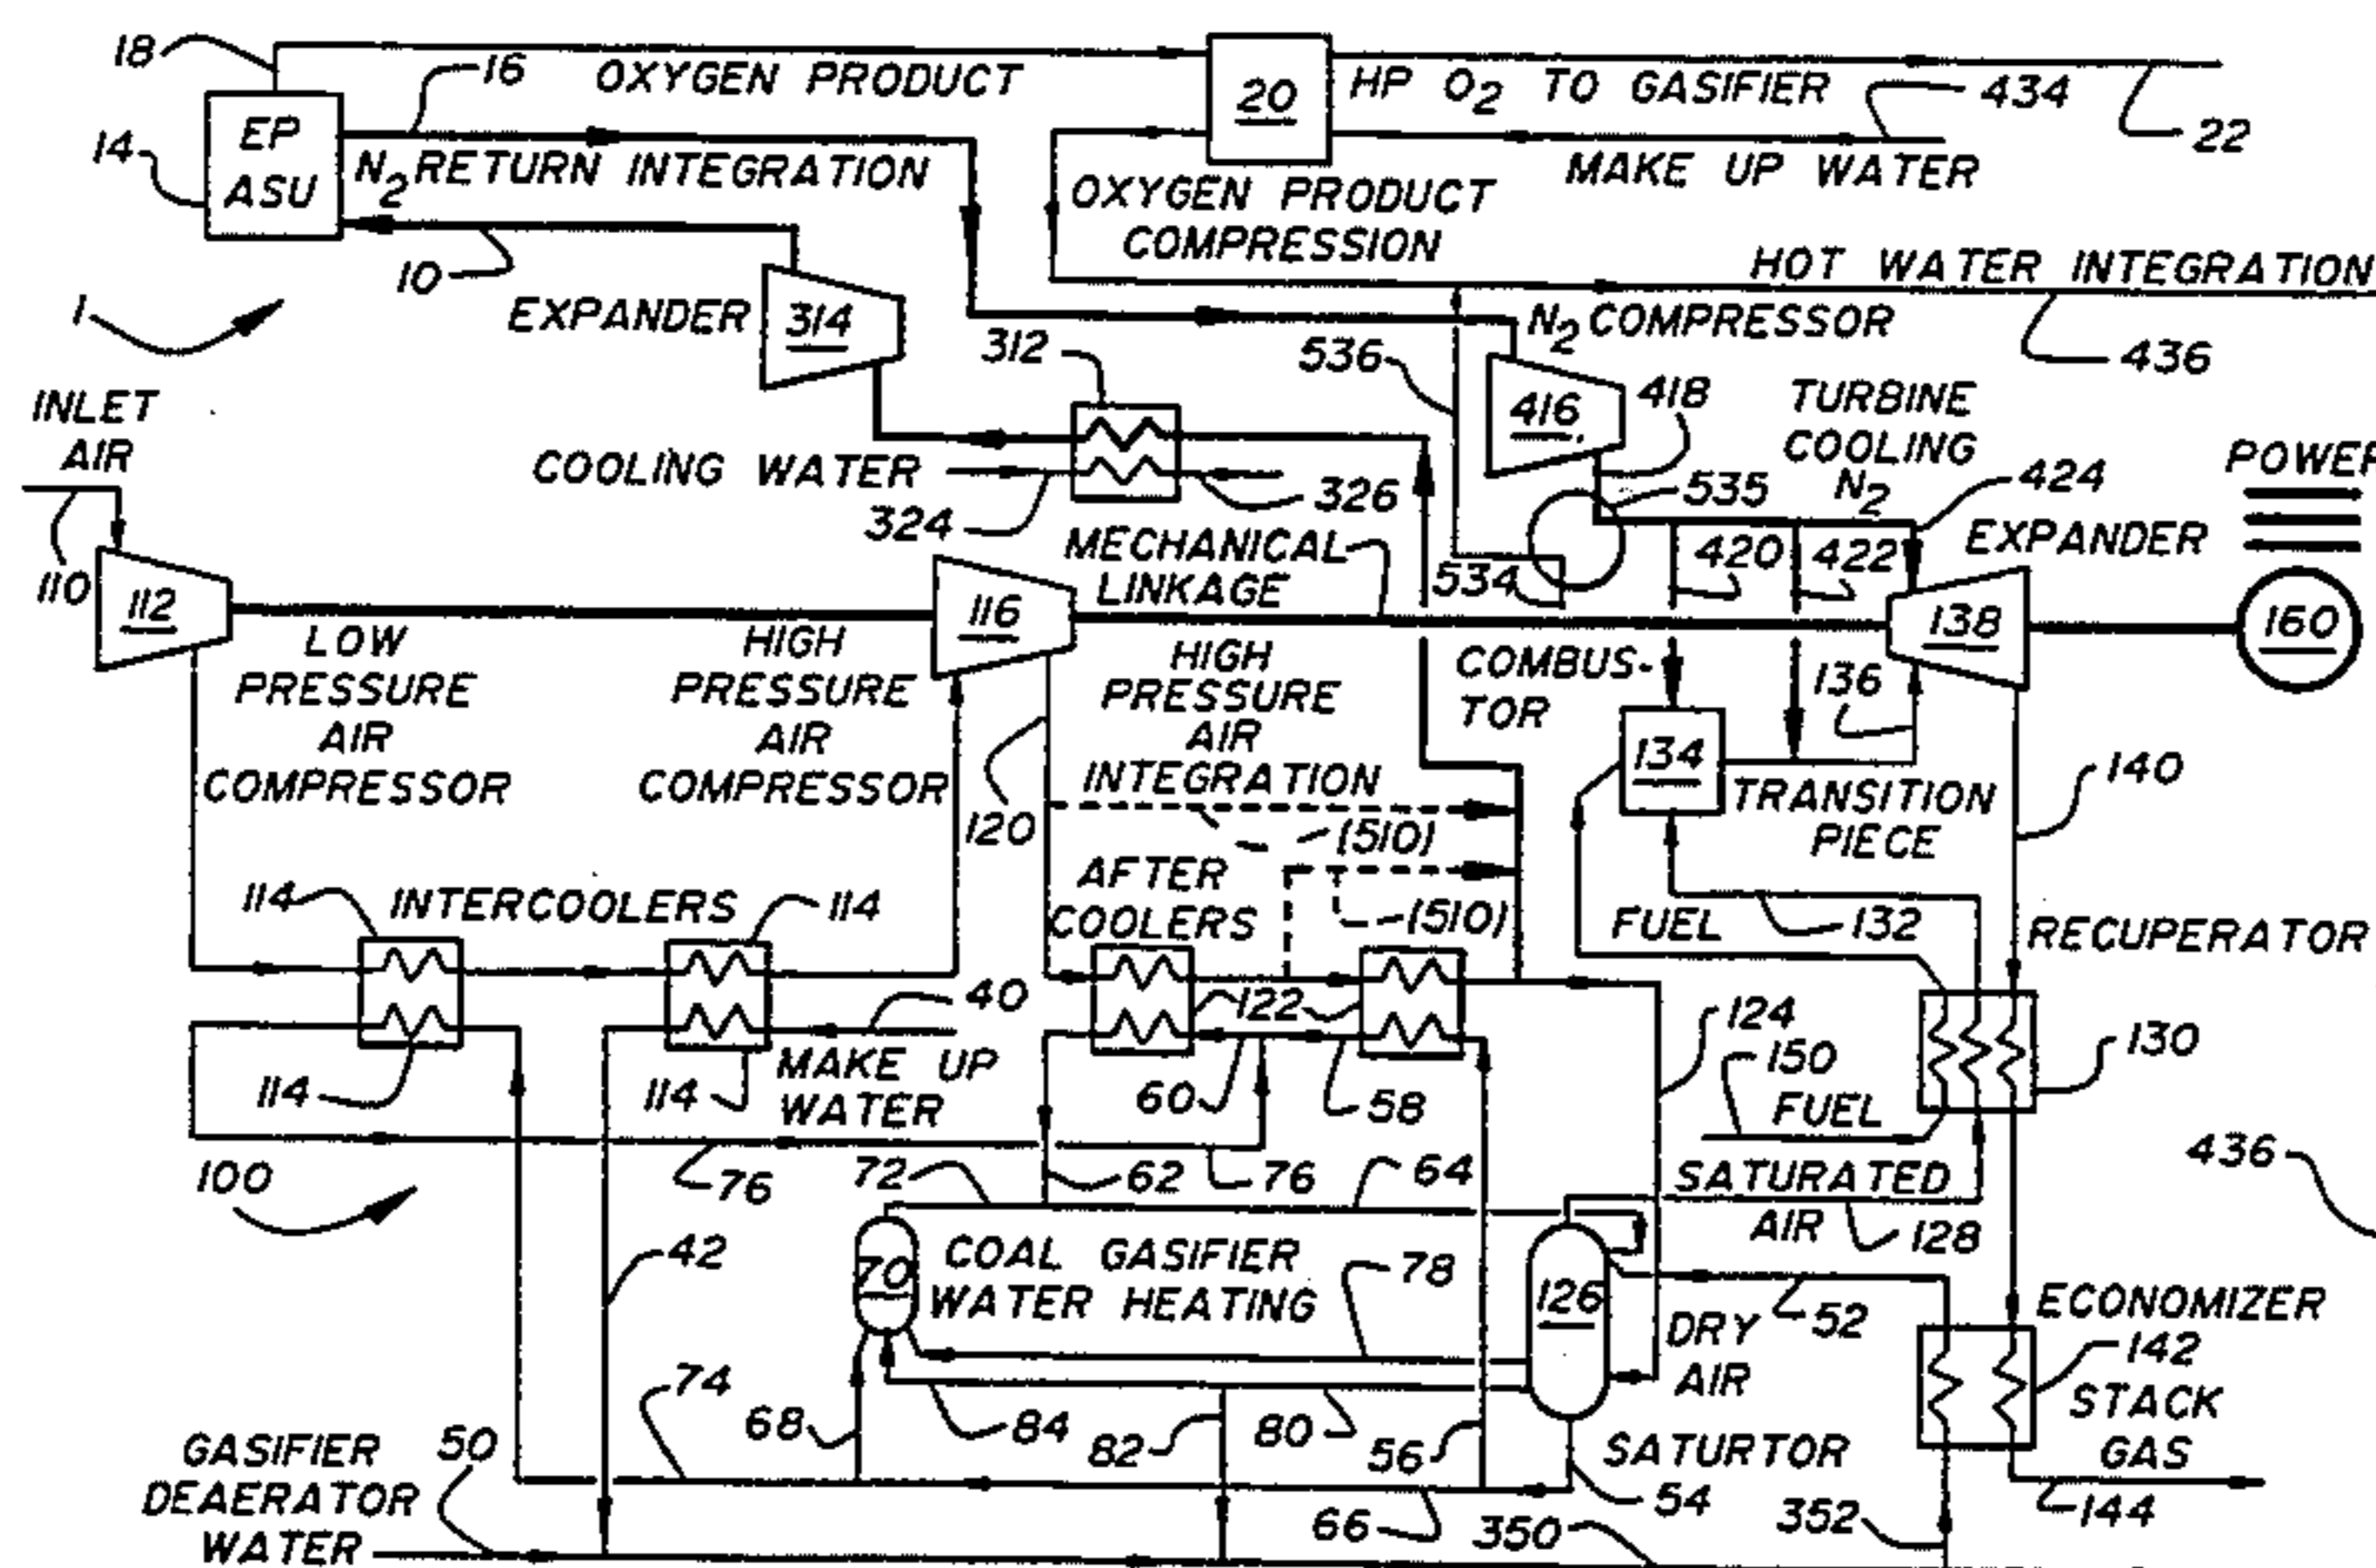 18
16
OXYGEN PRODUCT
20
HP O2 TO GASIFIER
434
22
14
EP
ASU
N2 RETURN INTEGRATION
MAKE UP WATER
OXYGEN PRODUCT
COMPRESSION
10
1
EXPANDER
314
312
HOT WATER INTEGRATION
436
N2 COMPRESSOR
536
416
418
TURBINE
COOLING
N2
424
POWER
INLET
AIR
110
COOLING WATER
324
326
535
420
422
EXPANDER
112
116
MECHANICAL
LINKAGE
534
138
160
LOW
PRESSURE
AIR
COMPRESSOR
HIGH
PRESSURE
AIR
COMPRESSOR
120
HIGH
PRESSURE
AIR
INTEGRATION
(510)
COMBUS-
TOR
134
136
TRANSITION
PIECE
140
AFTER
COOLERS
(510)
114
INTERCOOLERS
114
FUEL
132
RECUPERATOR
40
122
124
150
130
114
114
MAKE UP
WATER
60
58
FUEL
100
76
72
62
76
64
SATURATED
AIR
128
436
42
70
COAL GASIFIER
WATER HEATING
78
126
DRY
AIR
52
ECONOMIZER
142
STACK
GAS
74
68
84
82
80
56
SATURTOR
54
144
GASIFIER
DEAERATOR
WATER
50
66
350
352